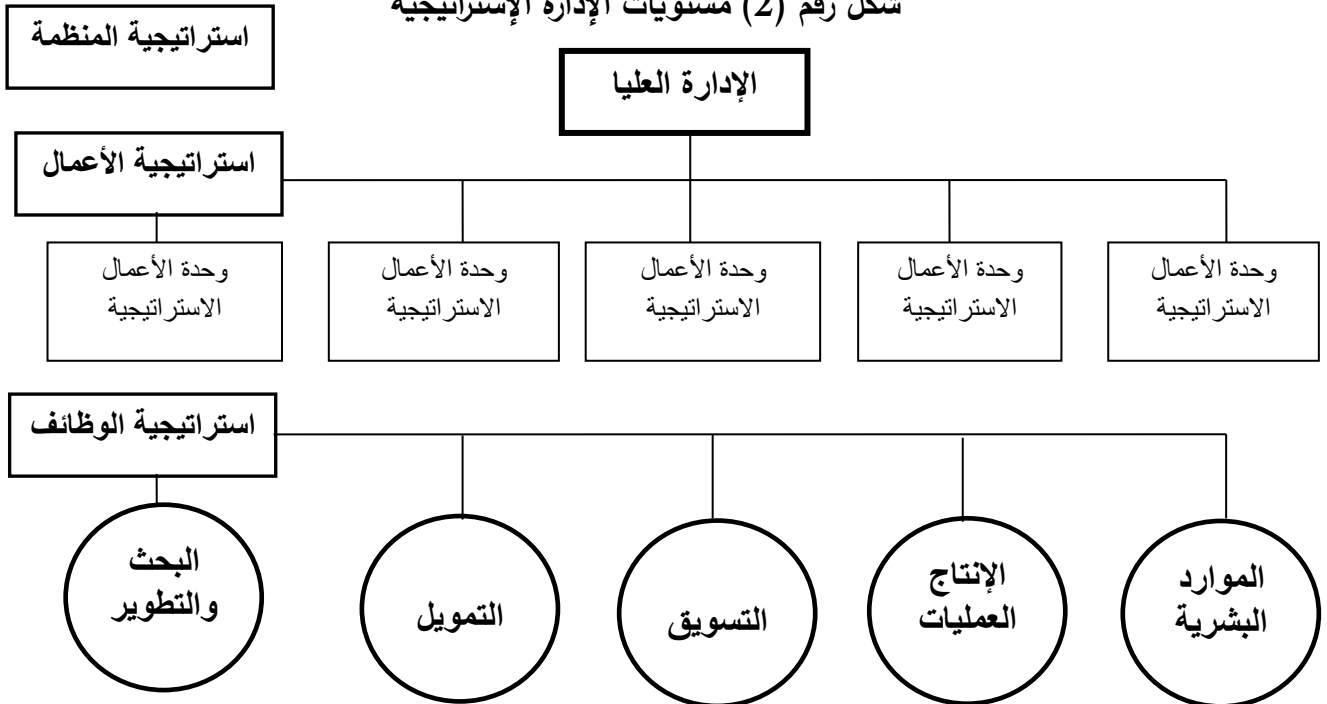 شكل رقم (2) مستويات الإدارة الإستراتيجية
استراتيجية المنظمة
الإدارة العليا
استراتيجية الأعمال
وحدة الأعمال
الاستراتيجية
وحدة الأعمال
الاستراتيجية
وحدة الأعمال
الاستراتيجية
وحدة الأعمال
الاستراتيجية
وحدة الأعمال
الاستراتيجية
استراتيجية الوظائف
الموارد
البشرية
الإنتاج
العمليات
التسويق
التمويل
البحث
والتطوير